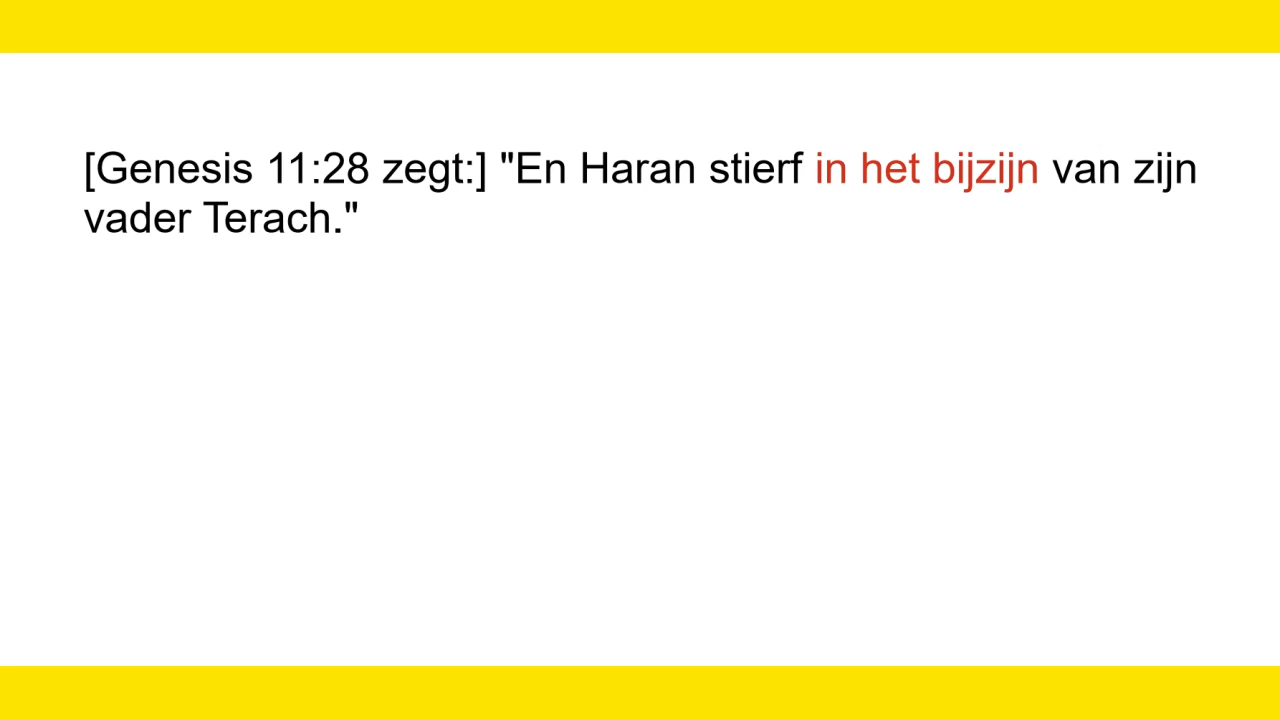 [Genesis 11:28 zegt:] "En Haran stierf in het bijzijn van zijn
vader Terach."